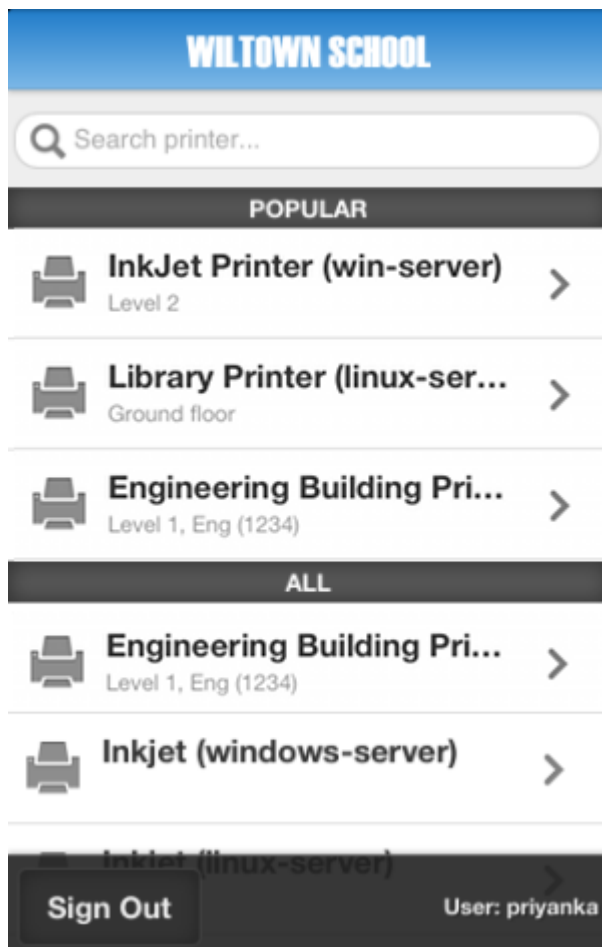 WILTOWN SCHOOL
Search printer...
POPULAR
InkJet Printer (win-server)
Level 2
Library Printer (linux-ser...
Ground floor
Engineering Building Pri...
Level 1, Eng (1234)
ALL
Engineering Building Pri...
Level 1, Eng (1234)
Inkjet (windows-server)
Inkjet (linux-server)
Sign Out
User: priyanka